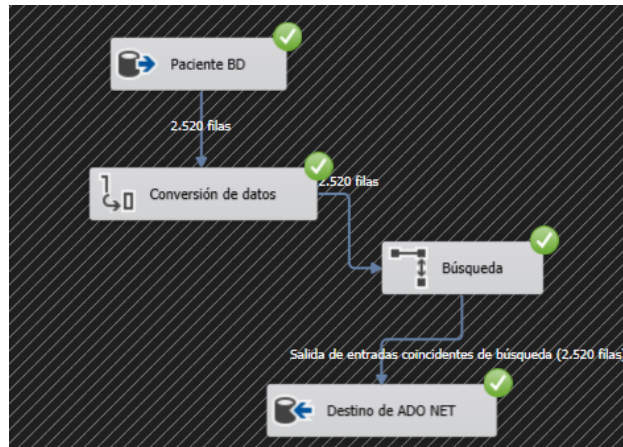 Paciente BD
2.520 filas
Conversión de datos
2.520 filas
Búsqueda
Salida de entradas coincidentes de búsqueda (2.520 filas)
Destino de ADO NET